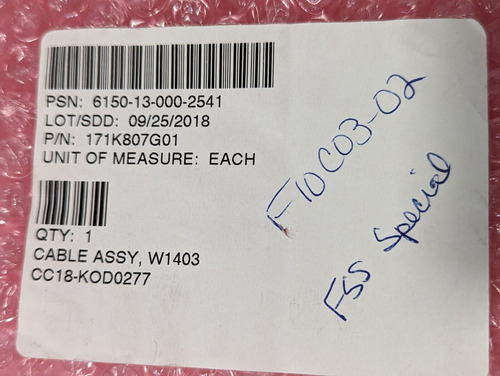 PSN: 6150-13-000-2541
LOT/SDD: 09/25/2018
P/N: 171K807G01
UNIT OF MEASURE: EACH
QTY: 1
CABLE ASSY, W1403
CC18-KOD0277
F10C03-02
FSS Special